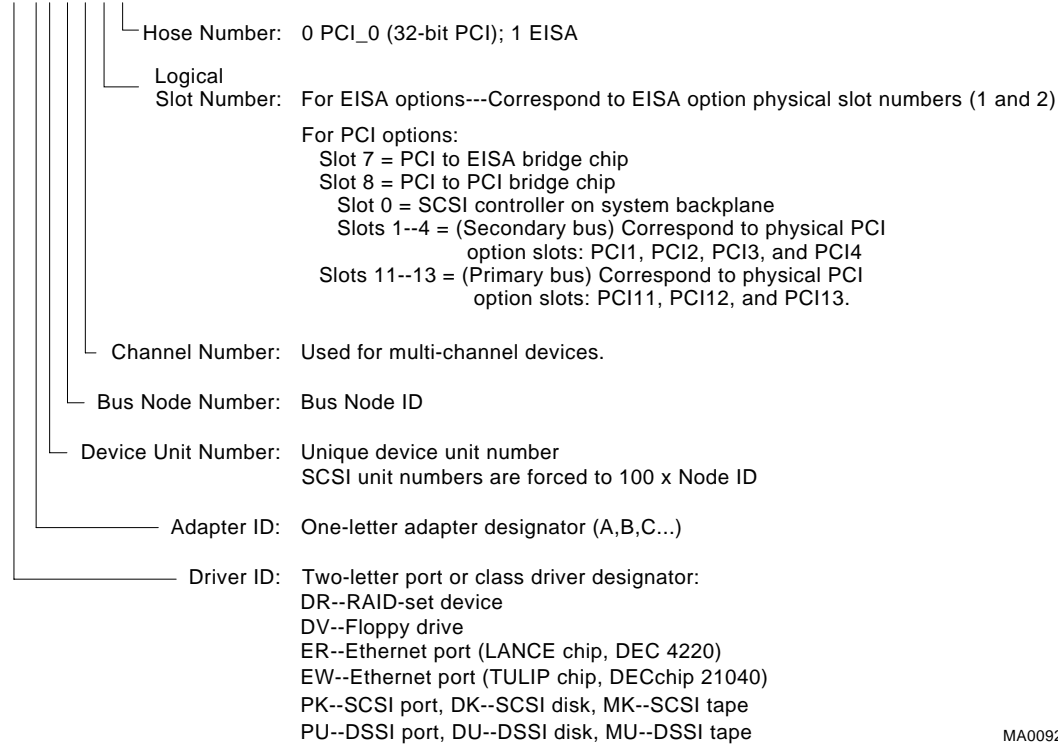 Hose Number: 0 PCI_0 (32-bit PCI); 1 EISA
Logical
Slot Number: For EISA options---Correspond to EISA option physical slot numbers (1 and 2)
For PCI options:
Slot 7 = PCI to EISA bridge chip
Slot 8 = PCI to PCI bridge chip
Slot 0 = SCSI controller on system backplane
Slots 1--4 = (Secondary bus) Correspond to physical PCI
option slots: PCI1, PCI2, PCI3, and PCI4
Slots 11--13 = (Primary bus) Correspond to physical PCI
option slots: PCI11, PCI12, and PCI13.
Channel Number: Used for multi-channel devices.
Bus Node Number: Bus Node ID
Device Unit Number: Unique device unit number
SCSI unit numbers are forced to 100 x Node ID
Adapter ID: One-letter adapter designator (A,B,C...)
Driver ID: Two-letter port or class driver designator:
DR--RAID-set device
DV--Floppy drive
ER--Ethernet port (LANCE chip, DEC 4220)
EW--Ethernet port (TULIP chip, DECchip 21040)
PK--SCSI port, DK--SCSI disk, MK--SCSI tape
PU--DSSI port, DU--DSSI disk, MU--DSSI tape